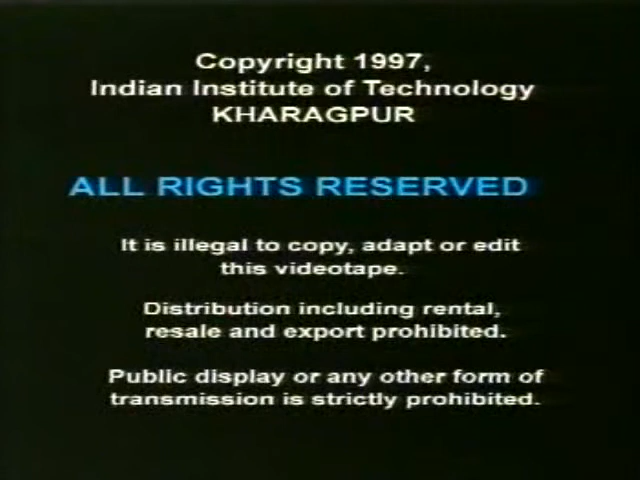 Copyright 1997,
Indian Institute of Technology
KHARAGPUR
ALL RIGHTS RESERVED
It is illegal to copy, adapt or edit
this videotape.
Distribution including rental,
resale and export prohibited.
Public display or any other form of
transmission is strictly prohibited.